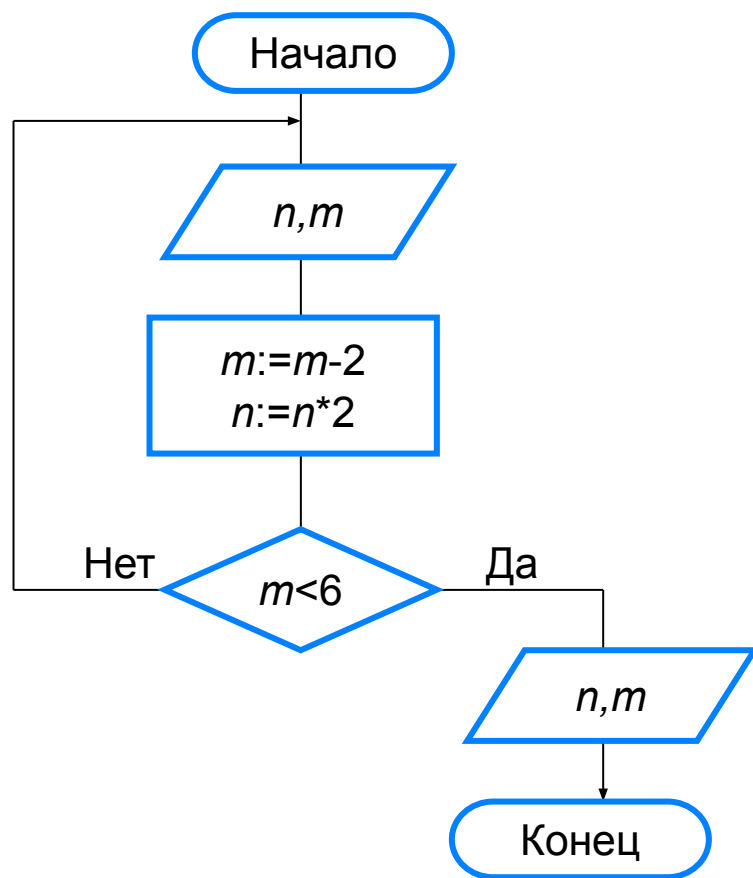 Начало
n,m
m:=m-2
n:=n*2
Нет
m<6
Да
n,m
Конец